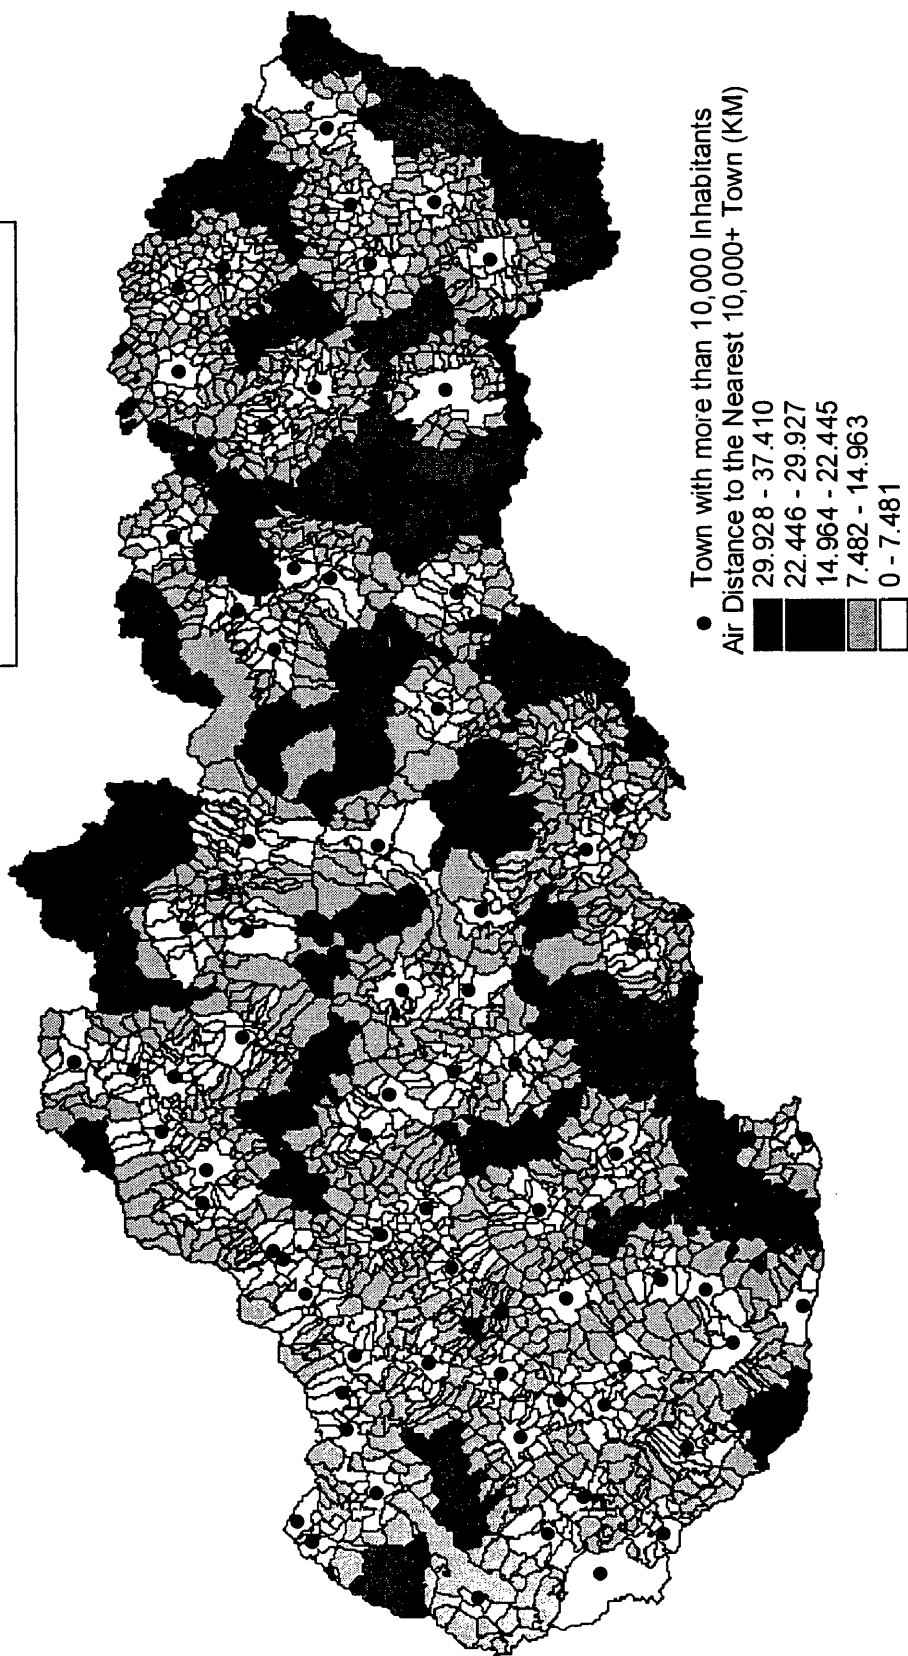 Town with more than 10,000 Inhabitants
Air Distance to the Nearest 10,000+ Town (KM)
29.928 - 37.410
22.446 - 29.927
14.964 - 22.445
7.482 - 14.963
0 - 7.481